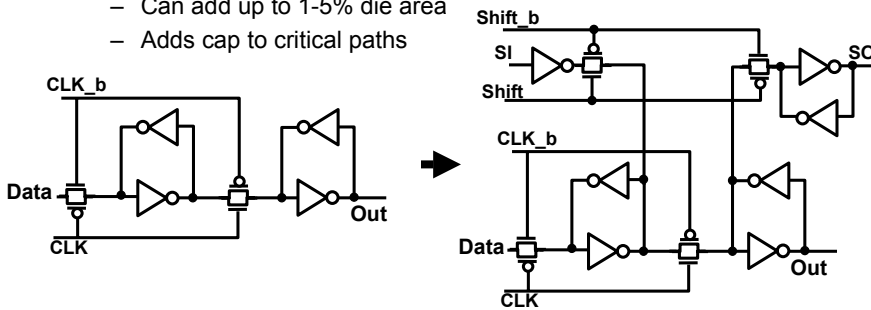 – Can add up to 1-5% die area
– Adds cap to critical paths
CLK_b
Data
Out
CLK
Shift_b
SI
SO
Shift
CLK_b
Data
Out
CLK